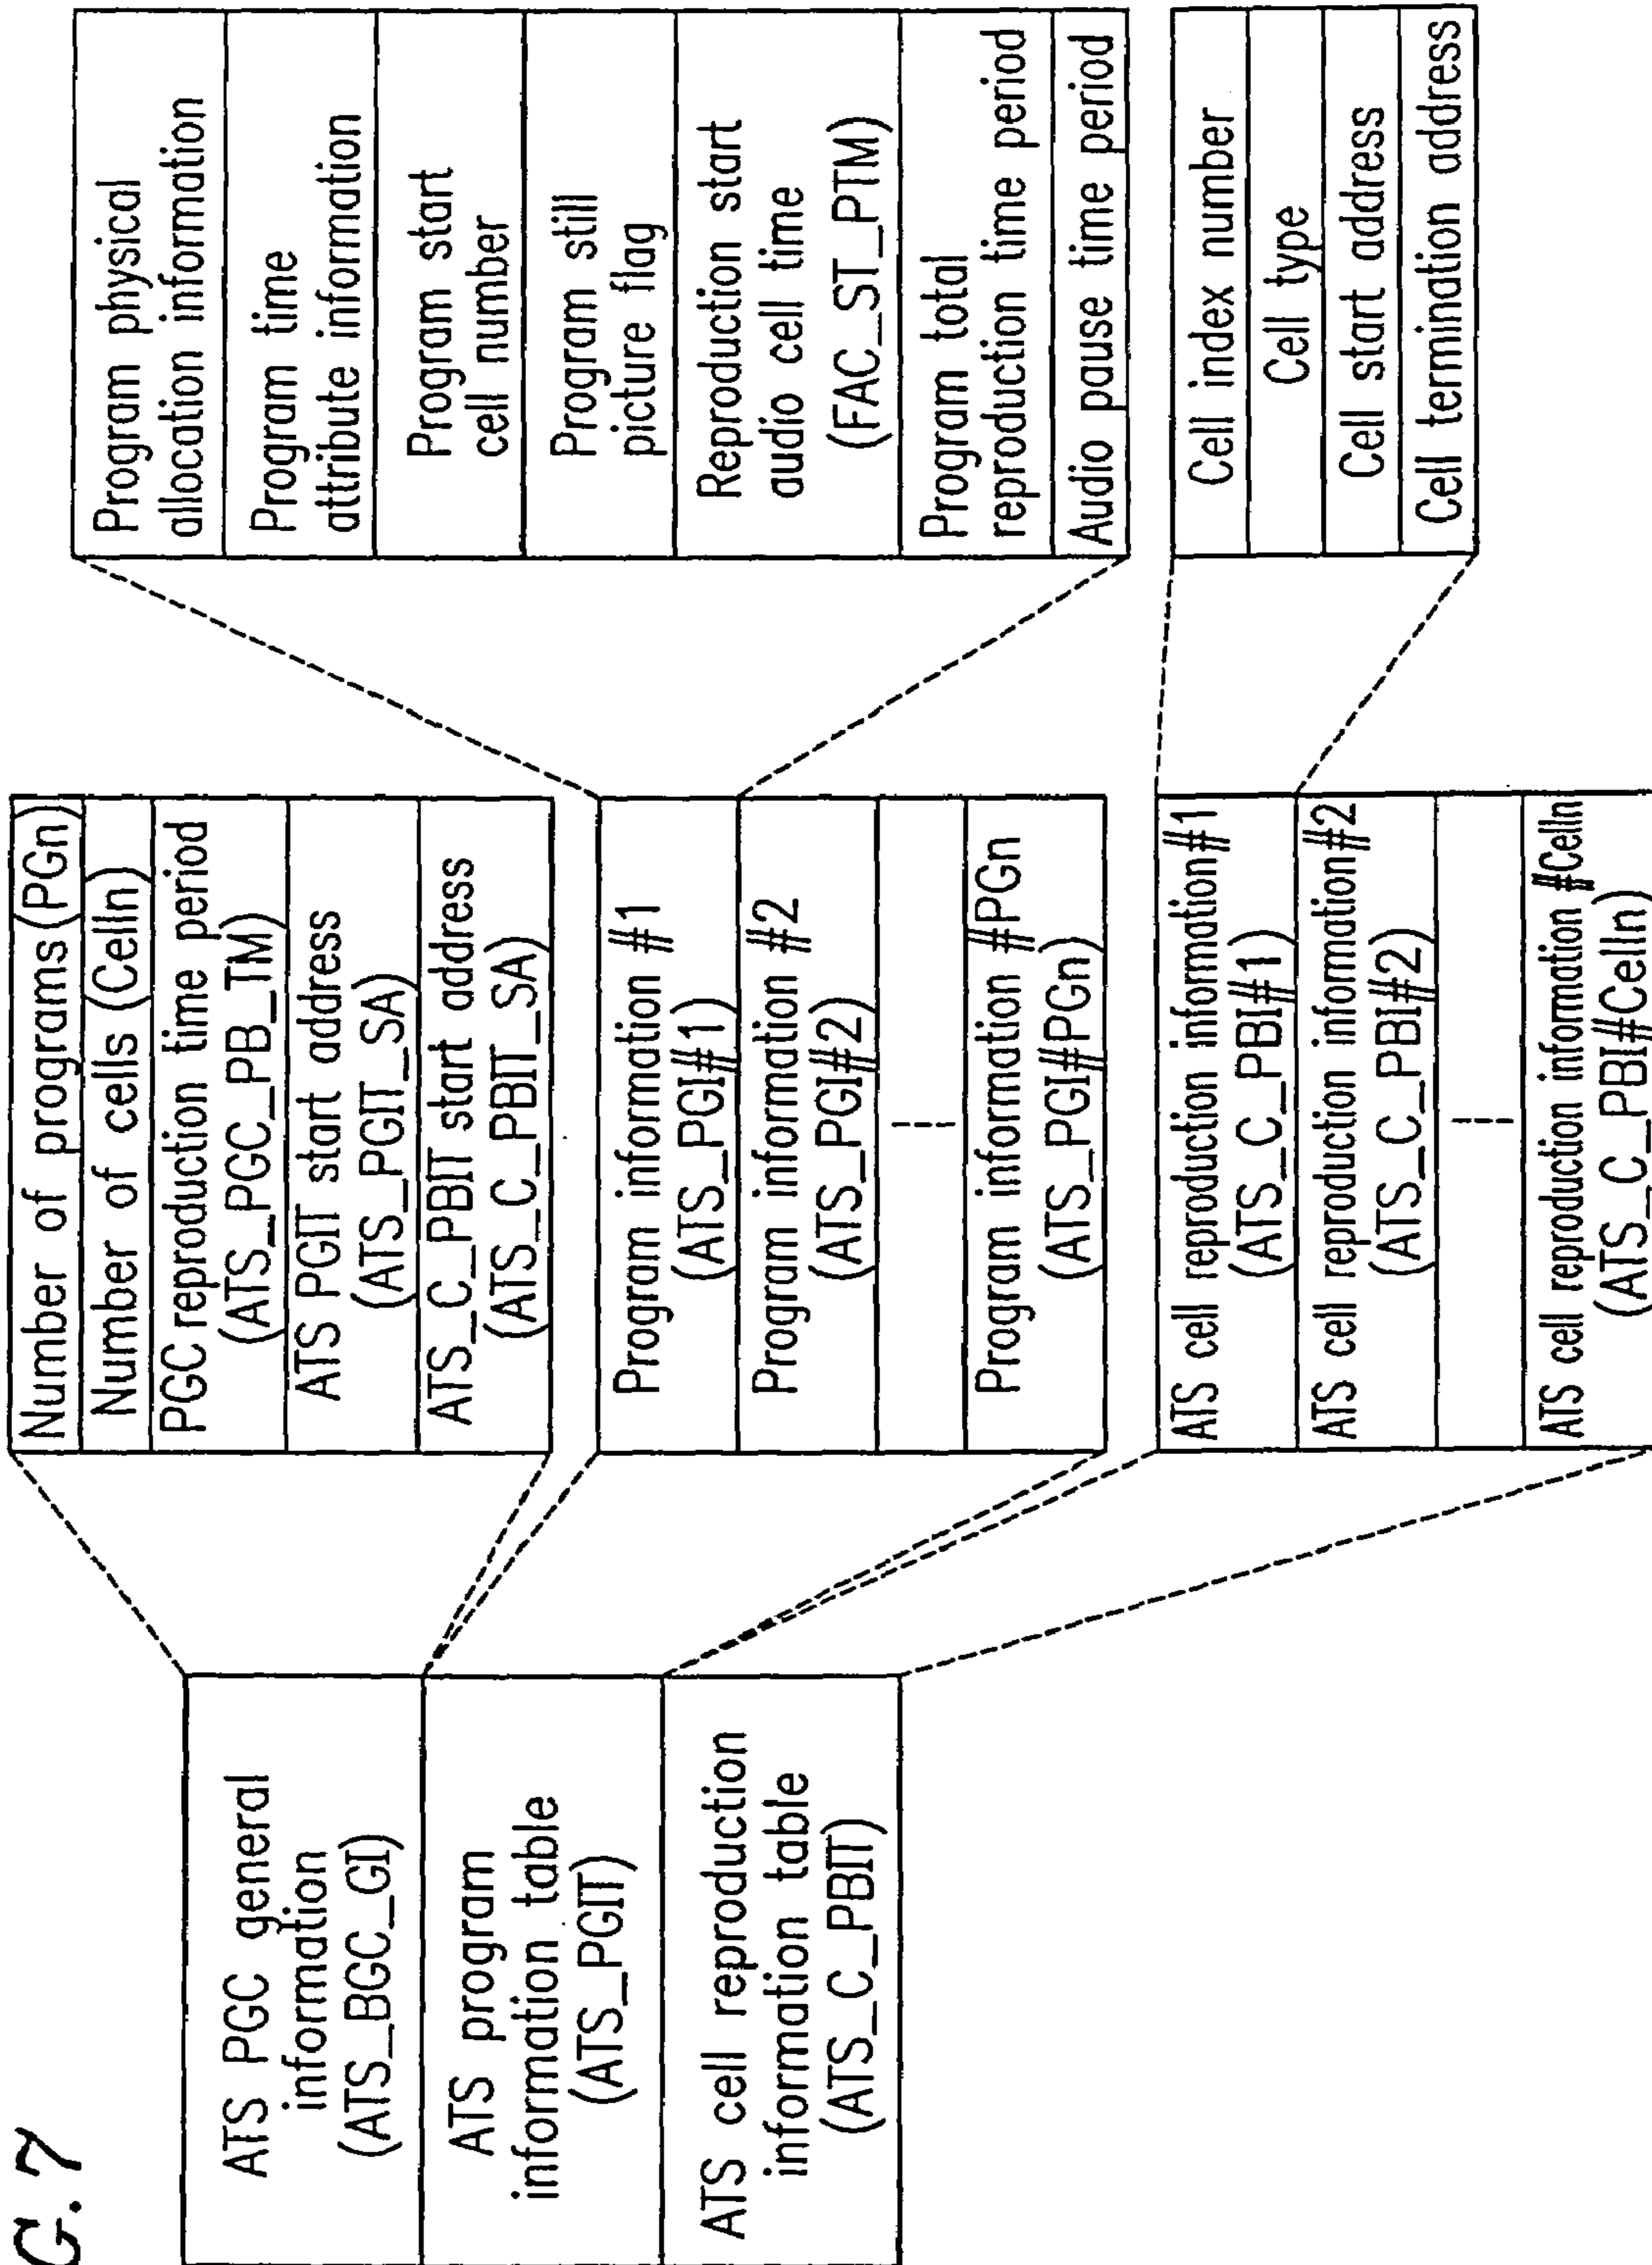 G. 7
ATS PGC general
information
(ATS_BGC_GI)
ATS program
information table
(ATS_PGIT)
ATS cell reproduction
information table
(ATS_C_PBIT)
Number of programs (PGn)
Number of cells (Celln)
PGC reproduction time period
(ATS_PGC_PB_TM)
ATS PGIT start address
(ATS_PGIT_SA)
ATS_C_PBIT start address
(ATS_C_PBIT_SA)
Program information #1
(ATS_PGI#1)
Program information #2
(ATS_PGI#2)
Program information #PGn
(ATS_PGI#PGn)
ATS cell reproduction information#1
(ATS_C_PBI#1)
ATS cell reproduction information#2
(ATS_C_PBI#2)
ATS cell reproduction information #Celln
(ATS_C_PBI#Celln)
Program physical
allocation information
Program time
attribute information
Program start
cell number
Program still
picture flag
Reproduction start
audio cell time
(FAC_ST_PTM)
Program total
reproduction time period
Audio pause time period
Cell index number
Cell type
Cell start address
Cell termination address